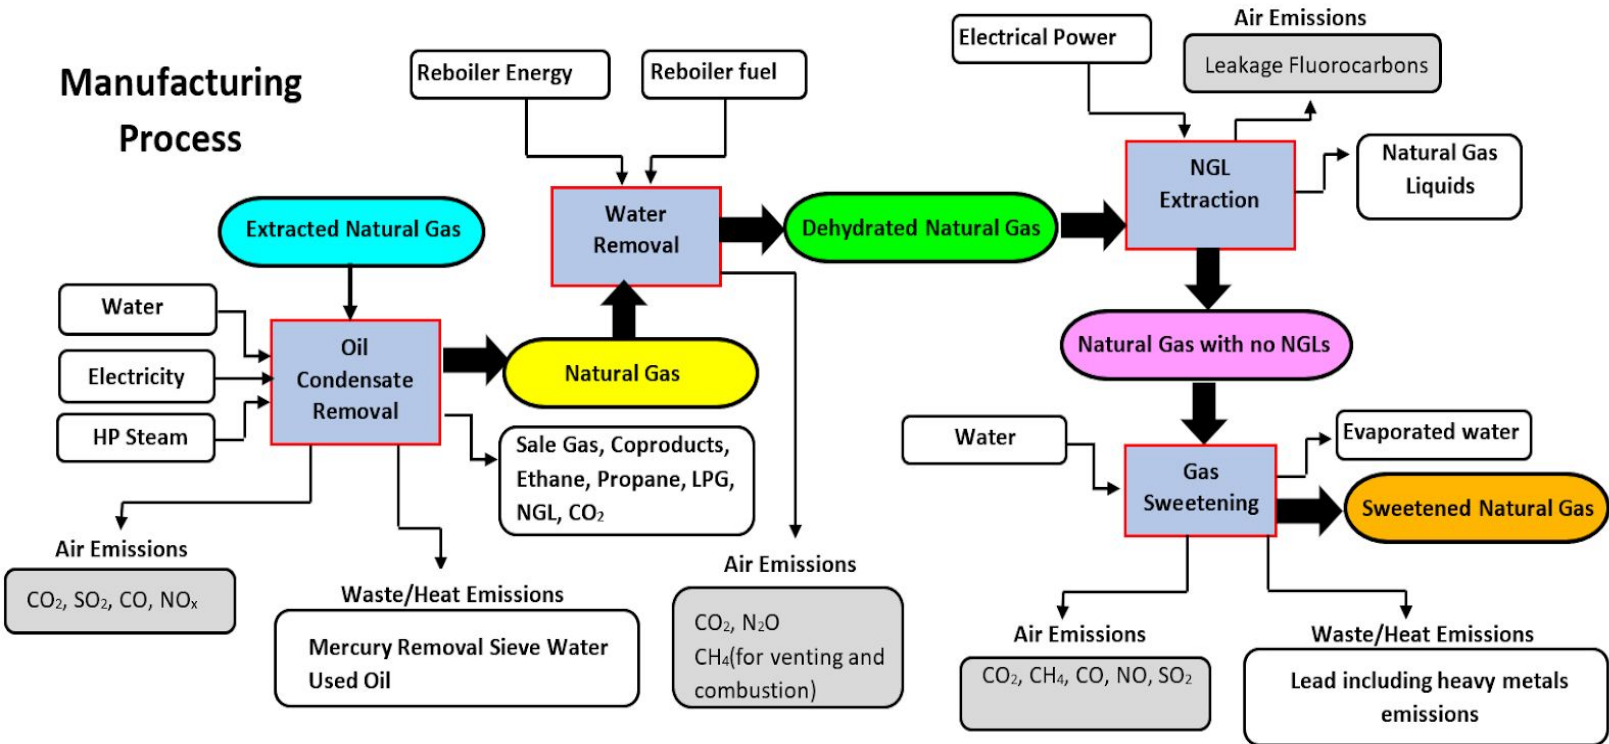 Manufacturing
Process
Reboiler Energy
Reboiler fuel
Electrical Power
Air Emissions
Leakage Fluorocarbons
NGL
Extraction
Natural Gas
Liquids
Extracted Natural Gas
Water
Removal
Dehydrated Natural Gas
Water
Electricity
HP Steam
Oil
Condensate
Removal
Natural Gas
Natural Gas with no NGLs
Sale Gas, Coproducts,
Ethane, Propane, LPG,
NGL, CO₂
Water
Gas
Sweetening
Evaporated water
Sweetened Natural Gas
Air Emissions
CO₂, SO₂, CO, NOₓ
Waste/Heat Emissions
Mercury Removal Sieve Water
Used Oil
Air Emissions
CO₂, N₂O
CH₄(for venting and
combustion)
Air Emissions
CO₂, CH₄, CO, NO, SO₂
Waste/Heat Emissions
Lead including heavy metals
emissions